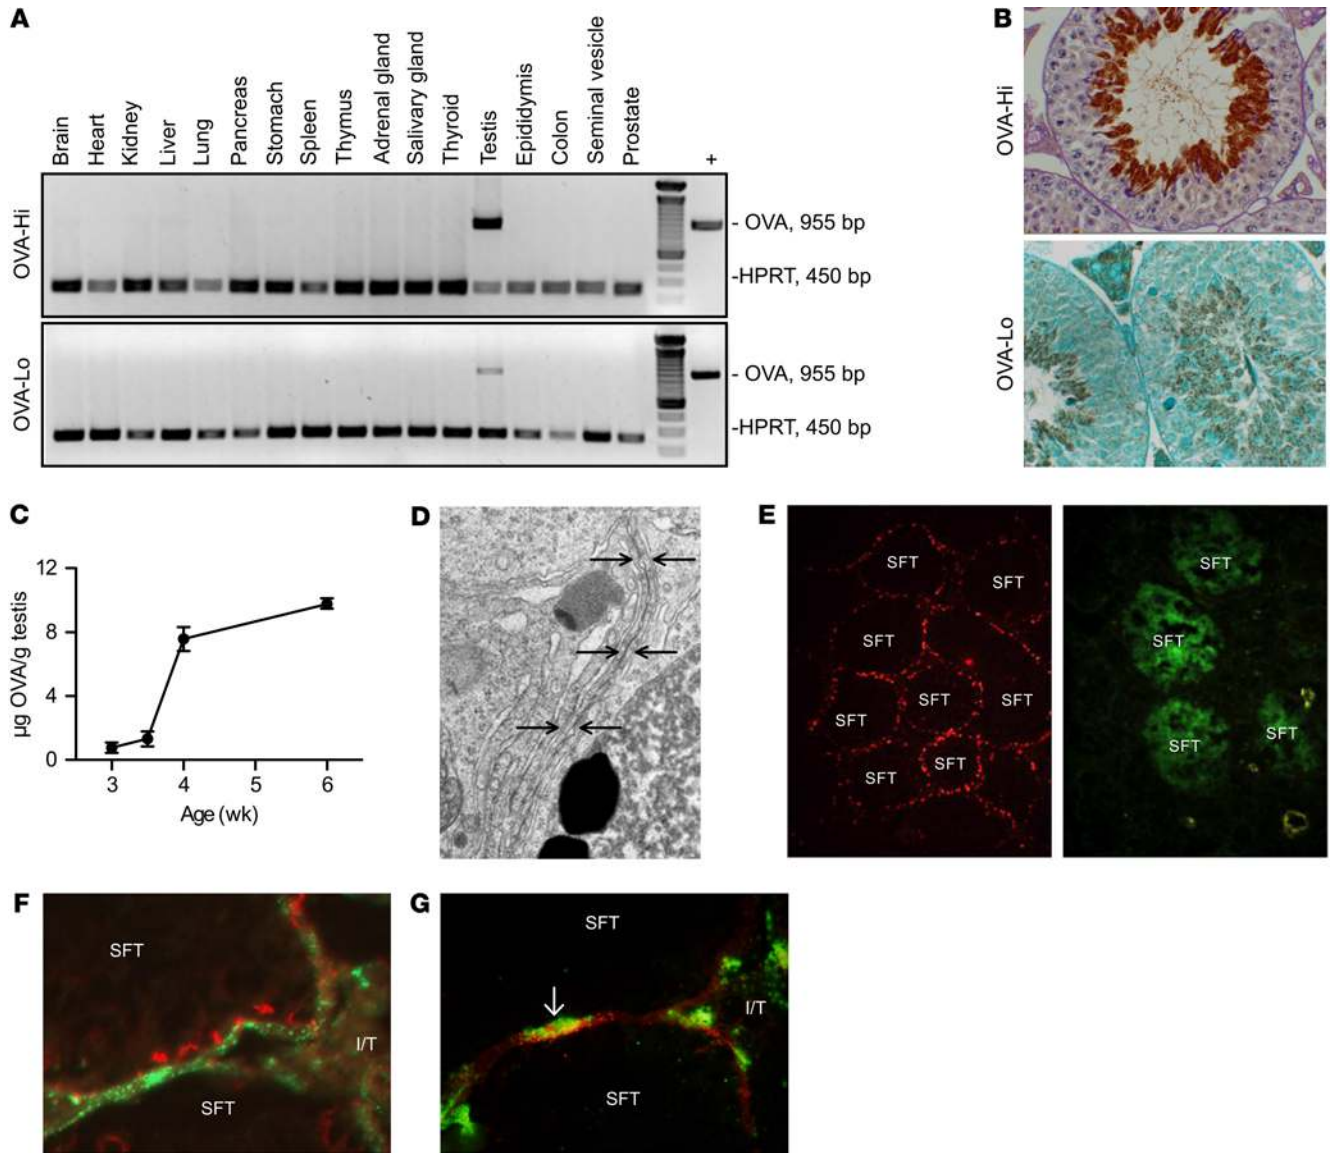 A
Brain
Heart
Kidney
Liver
Lung
Pancreas
Stomach
Spleen
Thymus
Adrenal gland
Salivary gland
Thyroid
Testis
Epididymis
Colon
Seminal vesicle
Prostate
+
OVA-Hi
- OVA, 955 bp
-HPRT, 450 bp
OVA-Lo
- OVA, 955 bp
-HPRT, 450 bp
B
OVA-Hi
OVA-Lo
C
µg OVA/g testis
12
8
4
0
3 4 5 6
Age (wk)
D
E
SFT
SFT
SFT
SFT
SFT
SFT
SFT
SFT
SFT
SFT
SFT
SFT
F
SFT
I/T
SFT
G
SFT
I/T
SFT